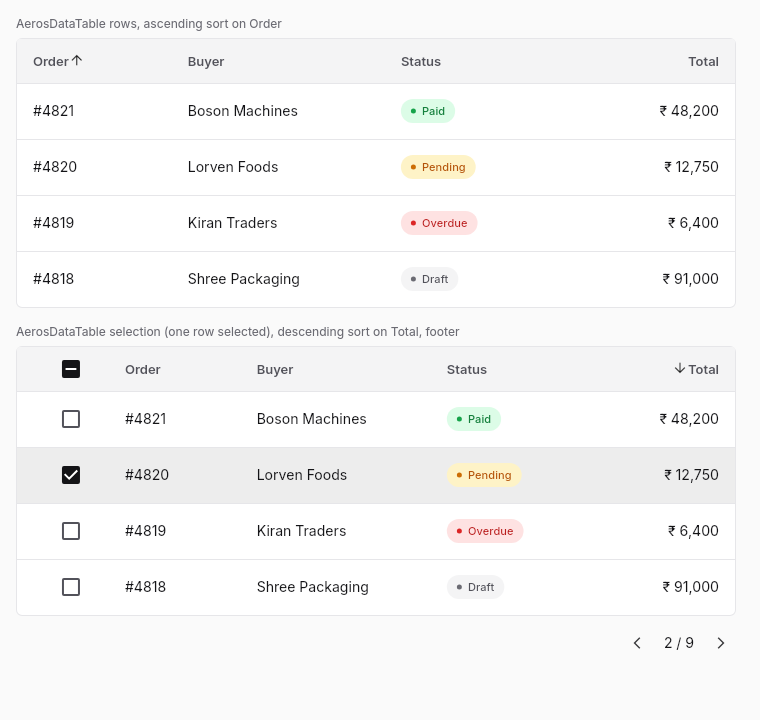 AerosDataTable rows, ascending sort on Order
Order Buyer Status Total
#4821 Boson Machines Paid ₹ 48,200
#4820 Lorven Foods Pending ₹ 12,750
#4819 Kiran Traders Overdue ₹ 6,400
#4818 Shree Packaging Draft ₹ 91,000
AerosDataTable selection (one row selected), descending sort on Total, footer
Order Buyer Status Total
#4821 Boson Machines Paid ₹ 48,200
#4820 Lorven Foods Pending ₹ 12,750
#4819 Kiran Traders Overdue ₹ 6,400
#4818 Shree Packaging Draft ₹ 91,000
2 / 9